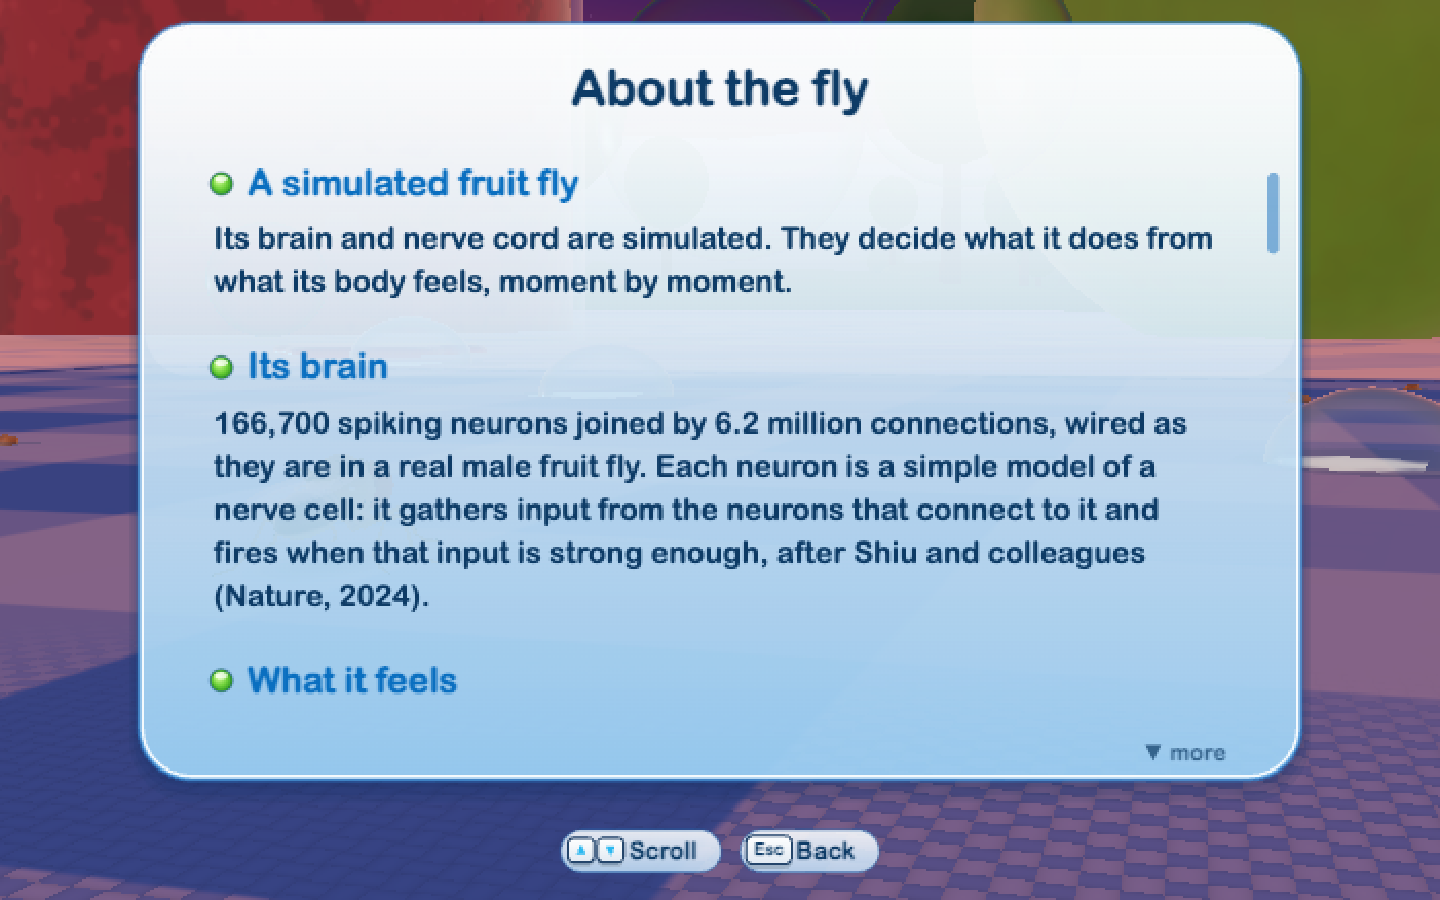 About the fly
A simulated fruit fly
Its brain and nerve cord are simulated. They decide what it does from
what its body feels, moment by moment.
Its brain
166,700 spiking neurons joined by 6.2 million connections, wired as
they are in a real male fruit fly. Each neuron is a simple model of a
nerve cell: it gathers input from the neurons that connect to it and
fires when that input is strong enough, after Shiu and colleagues
(Nature, 2024).
What it feels
▼ more
▲ ▼ Scroll Esc Back